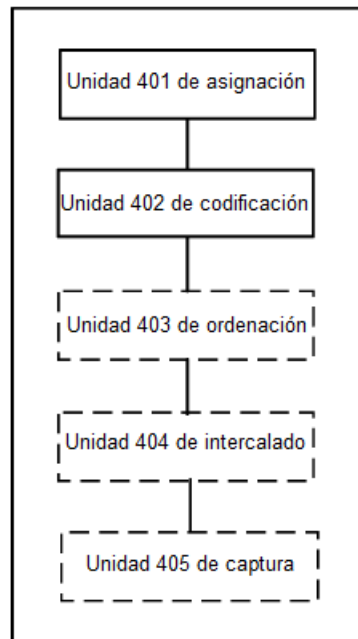 Unidad 401 de asignación
Unidad 402 de codificación
Unidad 403 de ordenación
Unidad 404 de intercalado
Unidad 405 de captura